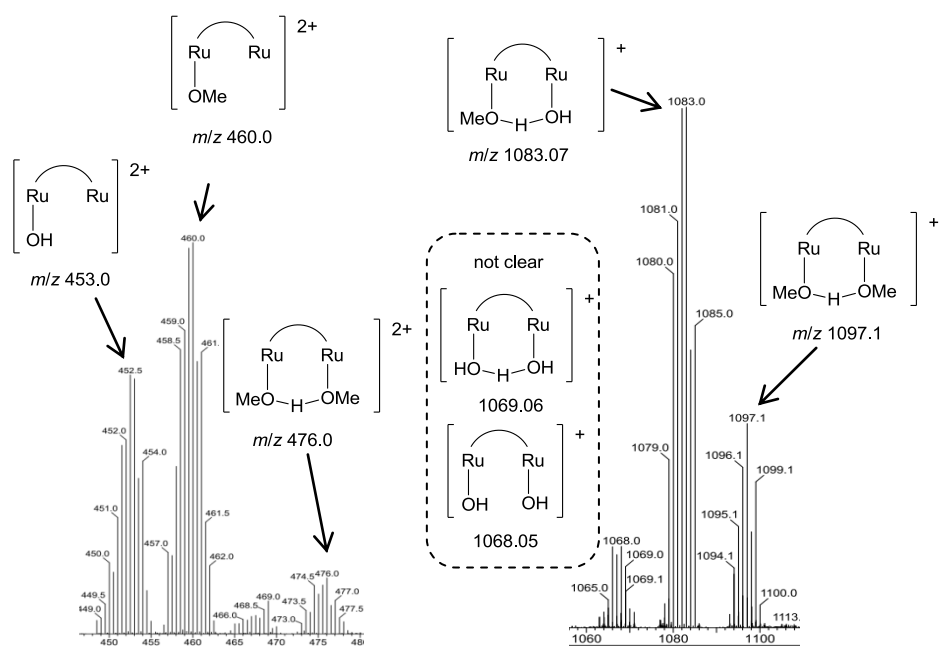 2+
Ru Ru
OMe
m/z 460.0
2+
Ru Ru
OH
m/z 453.0
2+
Ru Ru
MeO H OMe
m/z 476.0
460.0
459.0
458.5
461.
452.5
452.0
454.0
451.0
450.0
449.5
449.0
457.0
461.5
462.0
466.0
468.5
469.0
473.0
473.5
474.5
476.0
477.0
477.5
450 455 460 465 470 475 48
not clear
+
Ru Ru
HO H OH
1069.06
+
Ru Ru
OH OH
1068.05
+
Ru Ru
MeO H OH
m/z 1083.07
+
Ru Ru
MeO H OMe
m/z 1097.1
1083.0
1081.0
1080.0
1085.0
1079.0
1068.0
1069.0
1069.1
1065.0
1097.1
1096.1
1099.1
1095.1
1094.1
1100.0
1113.
1060 1080 1100